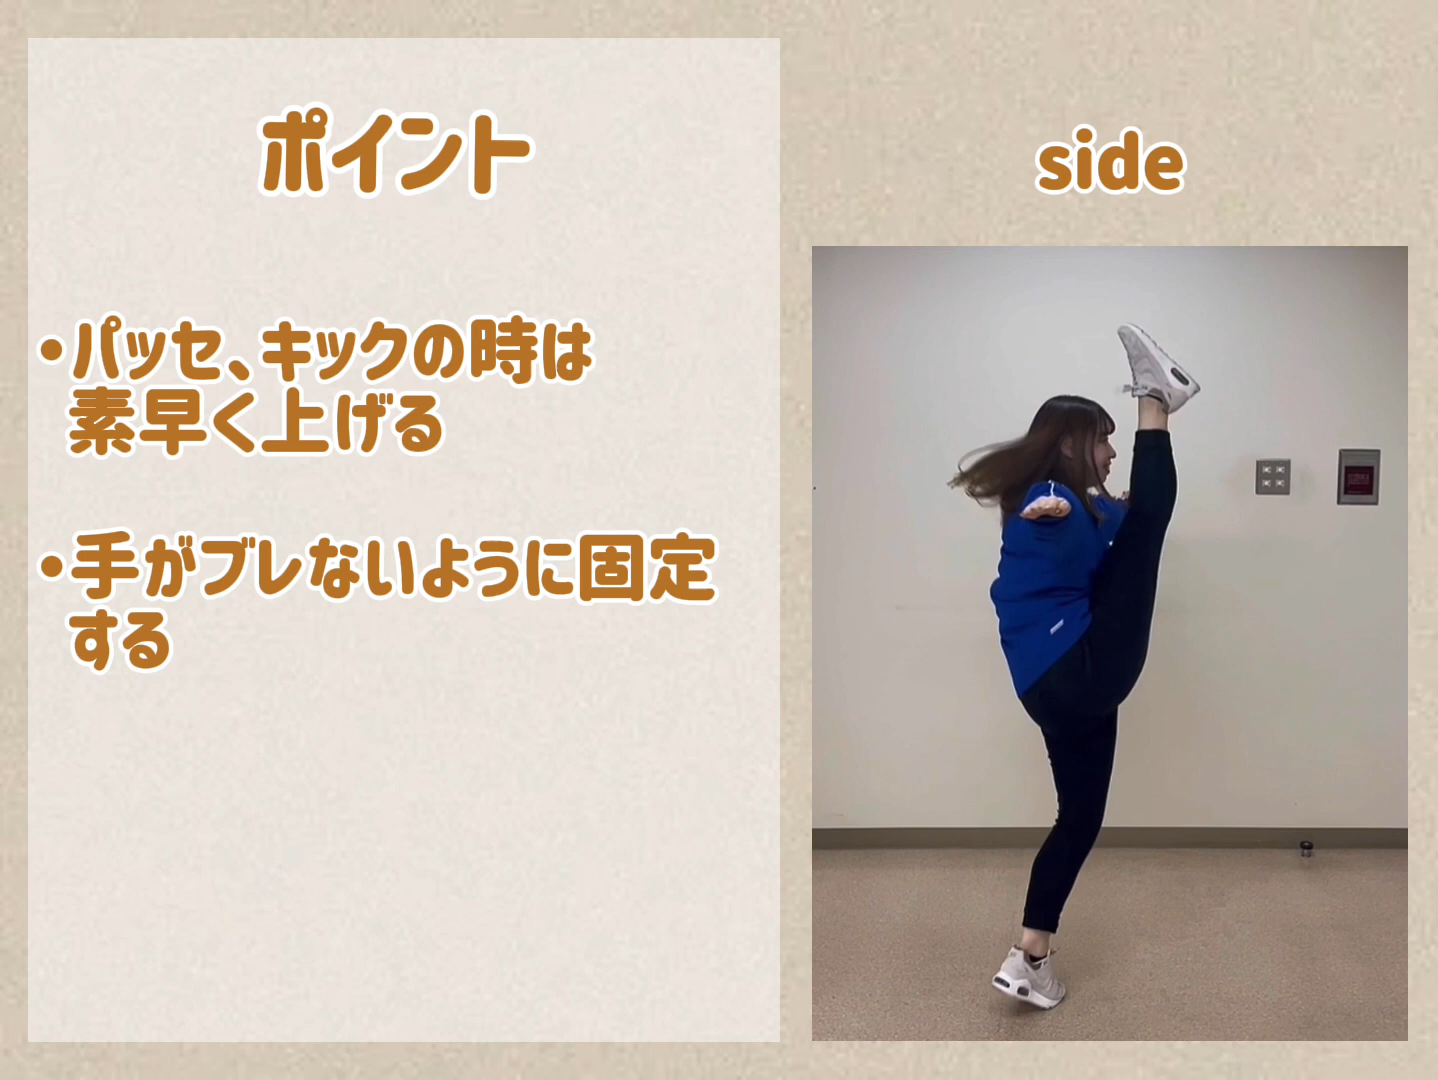 ポイント
・パッセ、キックの時は
素早く上げる
・手がブレないように固定
する
side